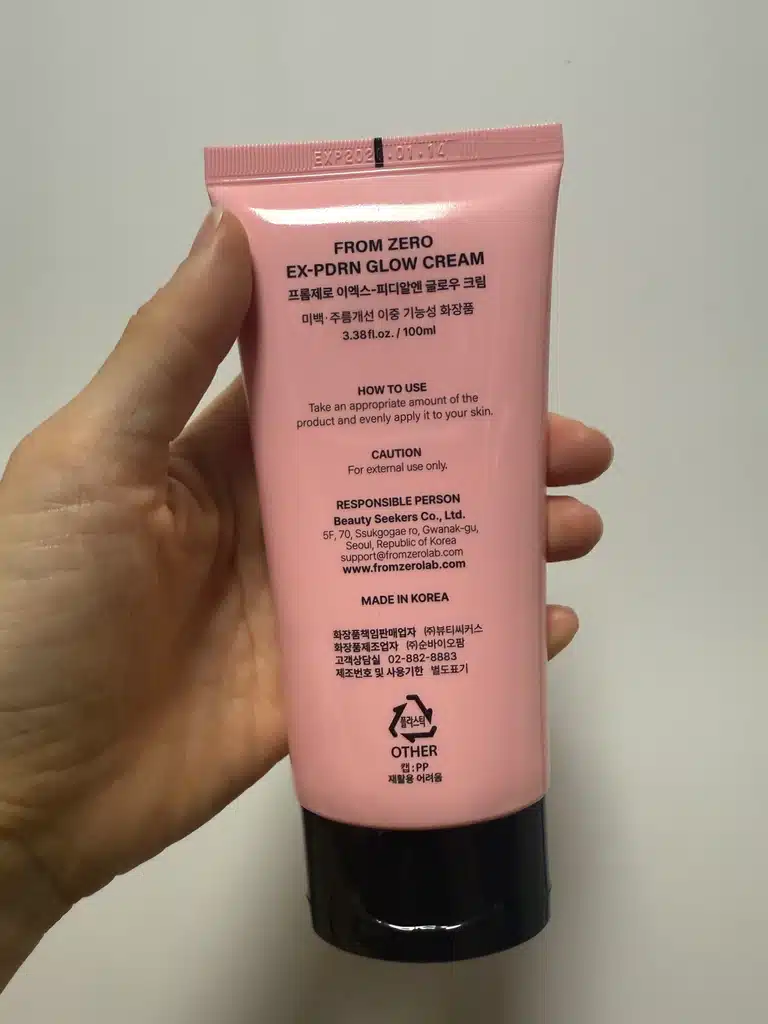 FROM ZERO
EX-PDRN GLOW CREAM
프롬제로 이엑스-피디알엔 글로우 크림
미백·주름개선 이중 기능성 화장품
3.38fl.oz. / 100ml
HOW TO USE
Take an appropriate amount of the
product and evenly apply it to your skin.
CAUTION
For external use only.
RESPONSIBLE PERSON
Beauty Seekers Co., Ltd.
5F, 70, Ssukgogae ro, Gwanak-gu,
Seoul, Republic of Korea
support@fromzerolab.com
www.fromzerolab.com
MADE IN KOREA
화장품책임판매업자 ㈜뷰티씨커스
화장품제조업자 ㈜순바이오팜
고객상담실 02-882-8883
제조번호 및 사용기한 별도표기
플라스틱
OTHER
캡:PP
재활용 어려움